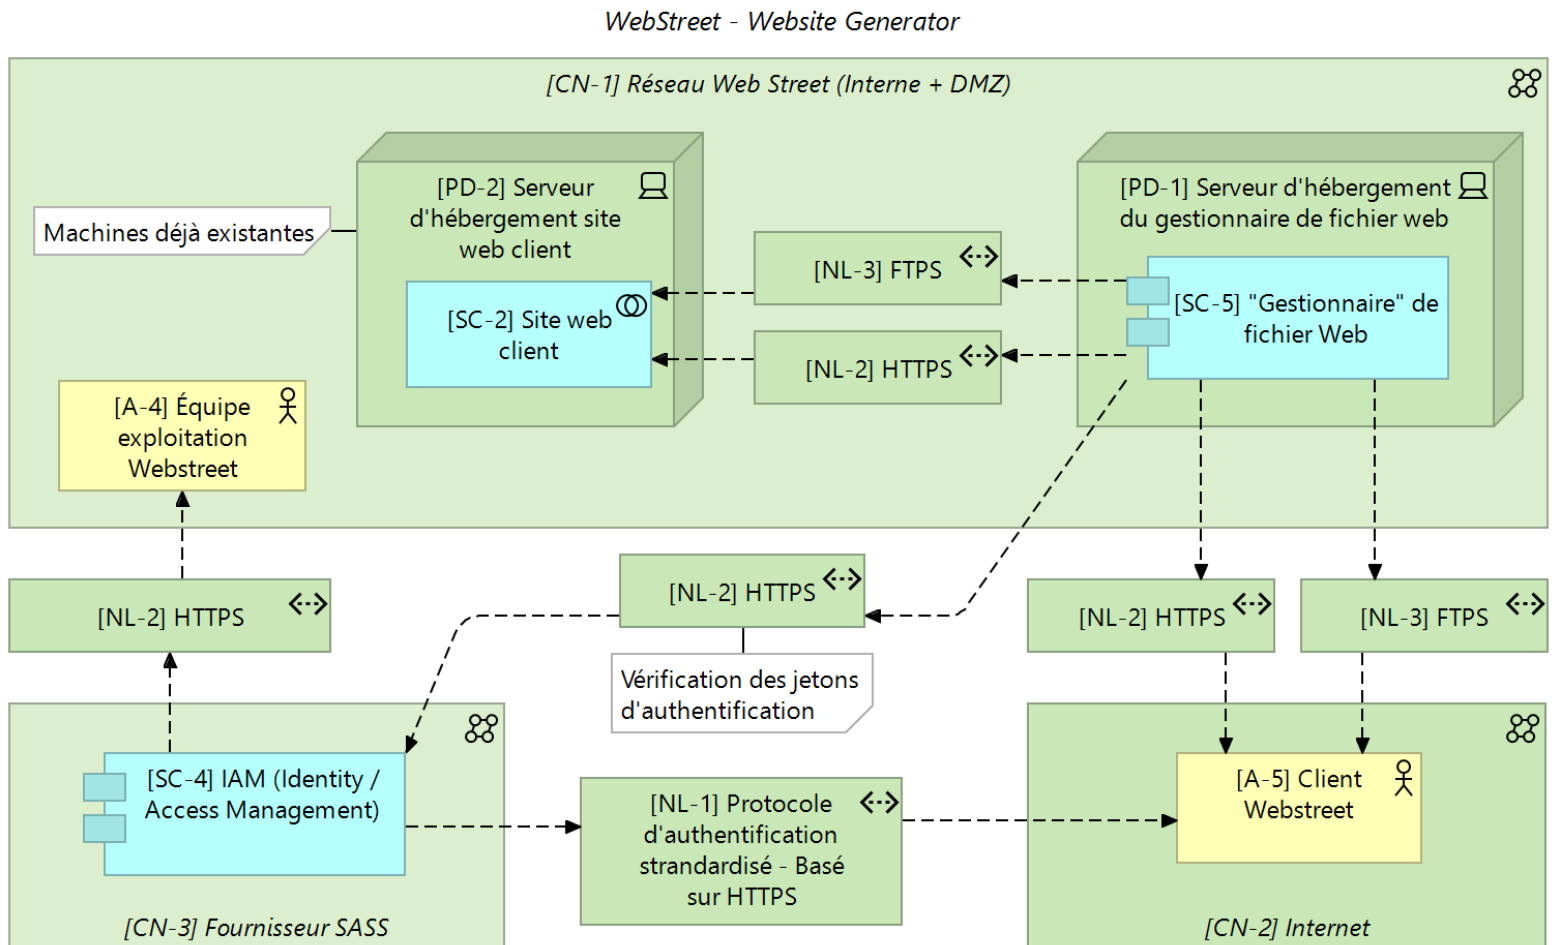 WebStreet - Website Generator
[CN-1] Réseau Web Street (Interne + DMZ)
[PD-2] Serveur
d'hébergement site
web client
[PD-1] Serveur d'hébergement
du gestionnaire de fichier web
Machines déjà existantes
[NL-3] FTPS
[SC-2] Site web
client
[SC-5] "Gestionnaire" de
fichier Web
[NL-2] HTTPS
[A-4] Équipe
exploitation
Webstreet
[NL-2] HTTPS
[NL-2] HTTPS
[NL-2] HTTPS
[NL-3] FTPS
Vérification des jetons
d'authentification
[SC-4] IAM (Identity /
Access Management)
[NL-1] Protocole
d'authentification
strandardisé - Basé
sur HTTPS
[A-5] Client
Webstreet
[CN-3] Fournisseur SASS
[CN-2] Internet